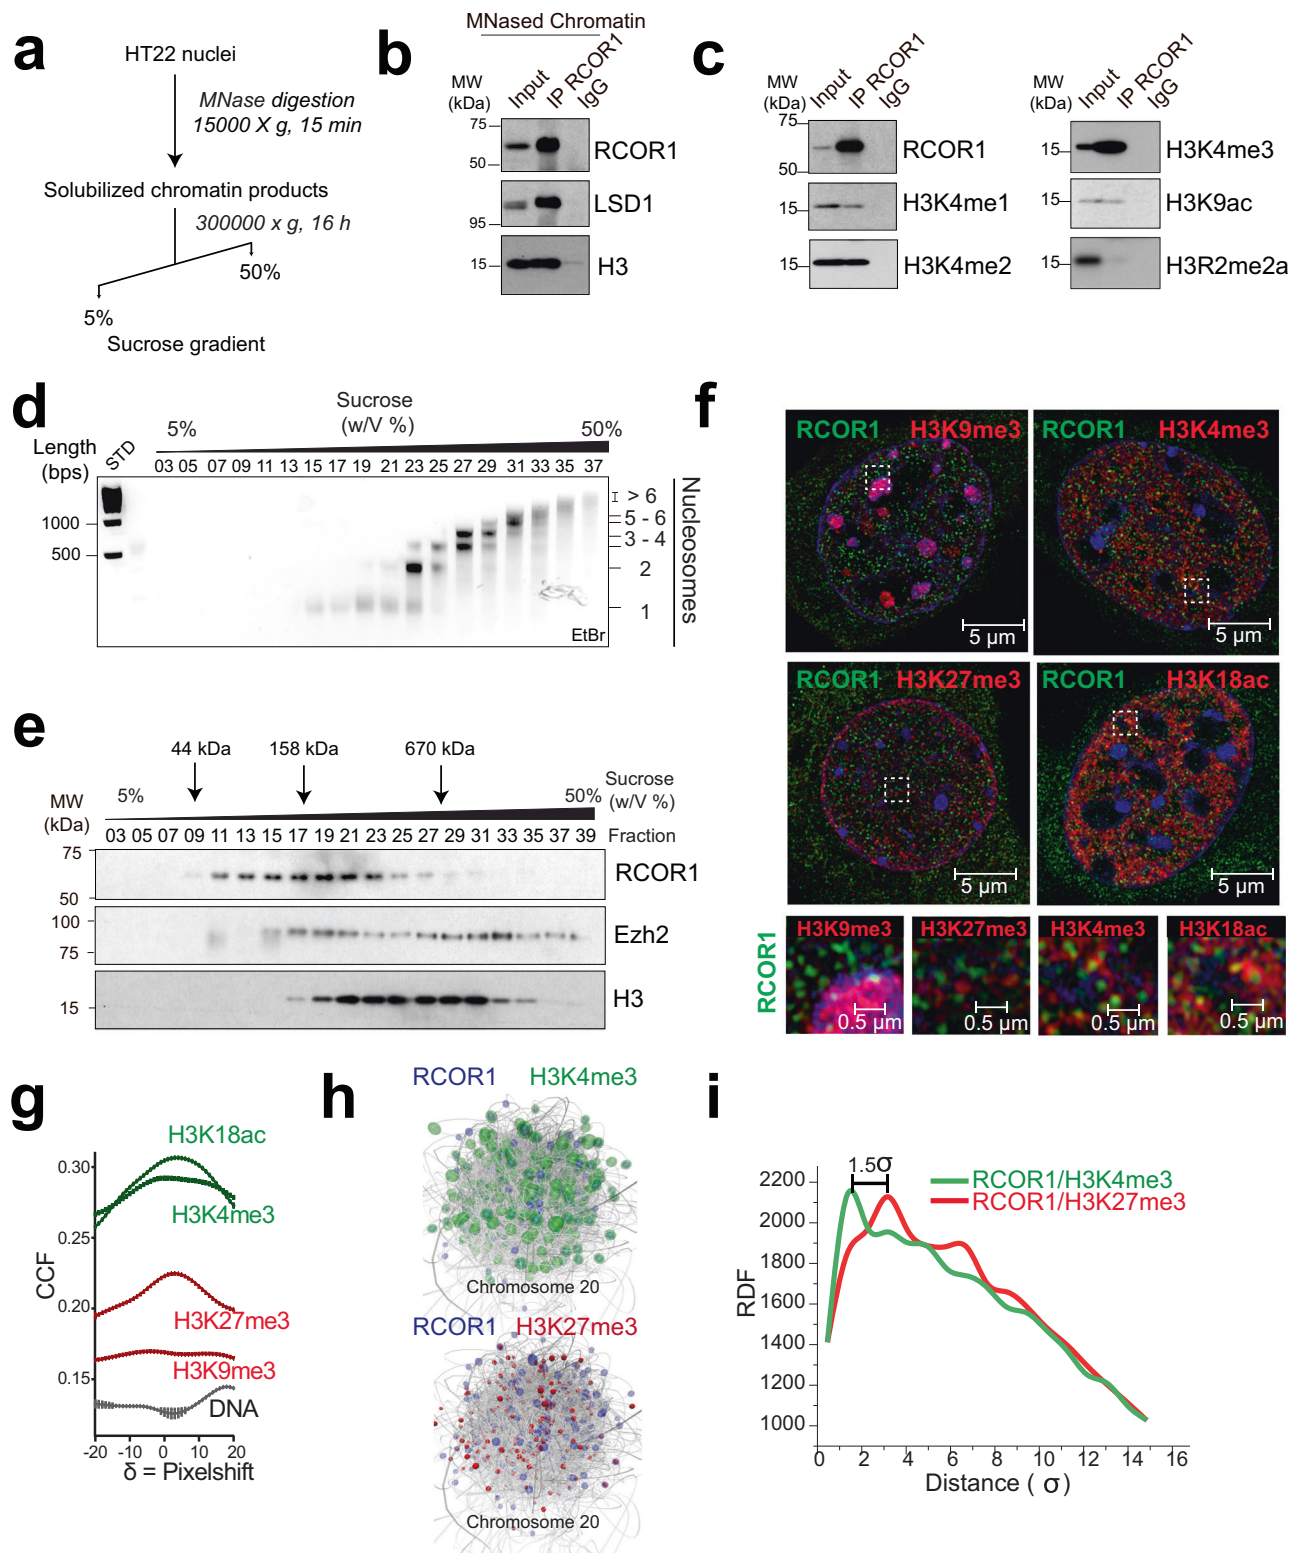 a
HT22 nuclei
MNase digestion
15000 X g, 15 min
Solubilized chromatin products
300000 x g, 16 h
50%
5%
Sucrose gradient
b
MNased Chromatin
MW
(kDa)
Input
IP RCOR1
IgG
75
50
RCOR1
LSD1
95
15
H3
c
MW
(kDa)
Input
IP RCOR1
IgG
75
50
RCOR1
15
H3K4me1
15
H3K4me2
MW
(kDa)
Input
IP RCOR1
IgG
15
H3K4me3
15
H3K9ac
15
H3R2me2a
d
Sucrose
(w/V %)
5%
50%
Length
(bps)
STD
03 05 07 09 11 13 15 17 19 21 23 25 27 29 31 33 35 37
1000
500
> 6
5 - 6
3 - 4
2
1
Nucleosomes
EtBr
e
44 kDa 158 kDa 670 kDa
5%
50%
Sucrose
(w/V %)
MW
(kDa)
03 05 07 09 11 13 15 17 19 21 23 25 27 29 31 33 35 37 39
Fraction
75
50
RCOR1
100
75
Ezh2
15
H3
f
RCOR1 H3K9me3
5 µm
RCOR1 H3K4me3
5 µm
RCOR1 H3K27me3
5 µm
RCOR1 H3K18ac
5 µm
RCOR1
H3K9me3
0.5 µm
H3K27me3
0.5 µm
H3K4me3
0.5 µm
H3K18ac
0.5 µm
g
H3K18ac
H3K4me3
H3K27me3
H3K9me3
DNA
0.30
0.25
0.20
0.15
CCF
-20 -10 0 10 20
δ = Pixelshift
h
RCOR1 H3K4me3
Chromosome 20
RCOR1 H3K27me3
Chromosome 20
i
1.5σ
RCOR1/H3K4me3
RCOR1/H3K27me3
2200
2000
1800
1600
1400
1200
1000
RDF
0 2 4 6 8 10 12 14 16
Distance ( σ)